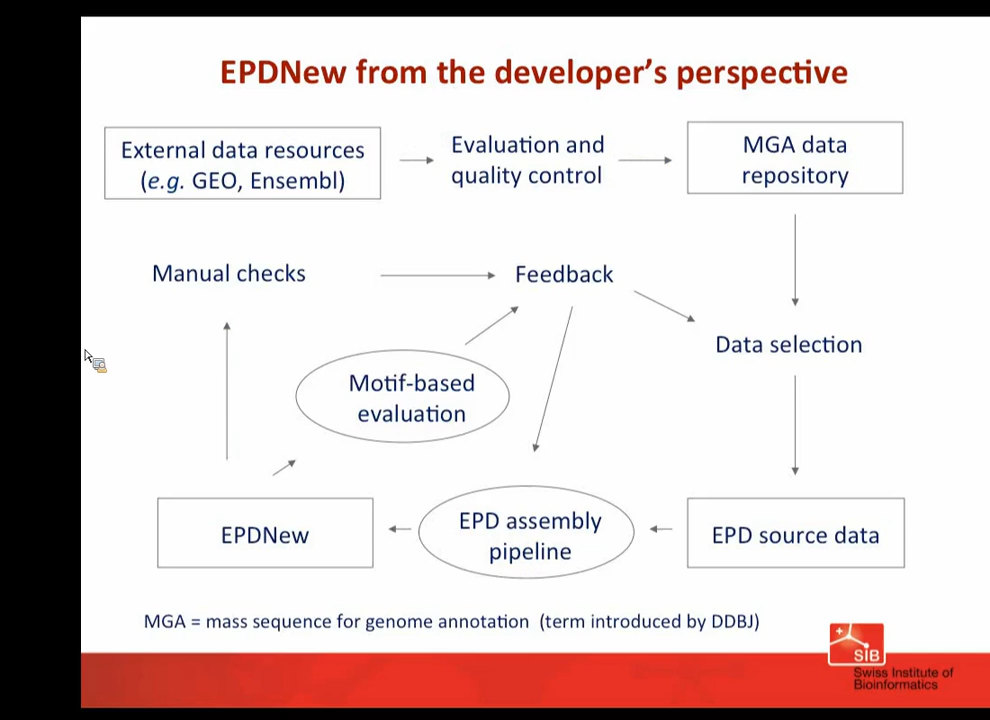 EPDNew from the developer's perspective
External data resources
(e.g. GEO, Ensembl)
Evaluation and
quality control
MGA data
repository
Manual checks
Feedback
Data selection
Motif-based
evaluation
EPDNew
EPD assembly
pipeline
EPD source data
MGA = mass sequence for genome annotation (term introduced by DDBJ)
SIB
Swiss Institute of
Bioinformatics